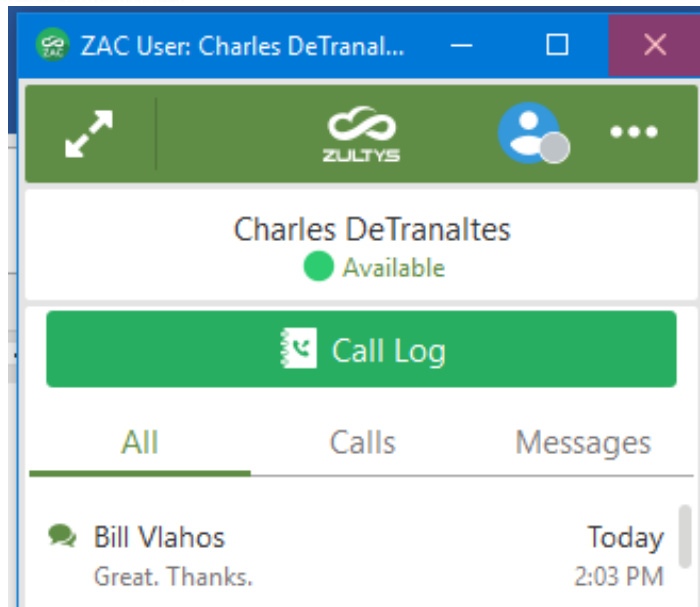 ZAC
ZAC User: Charles DeTranal...
ZULTYS
Charles DeTranaltes
Available
Call Log
All Calls Messages
Bill Vlahos Today
Great. Thanks. 2:03 PM